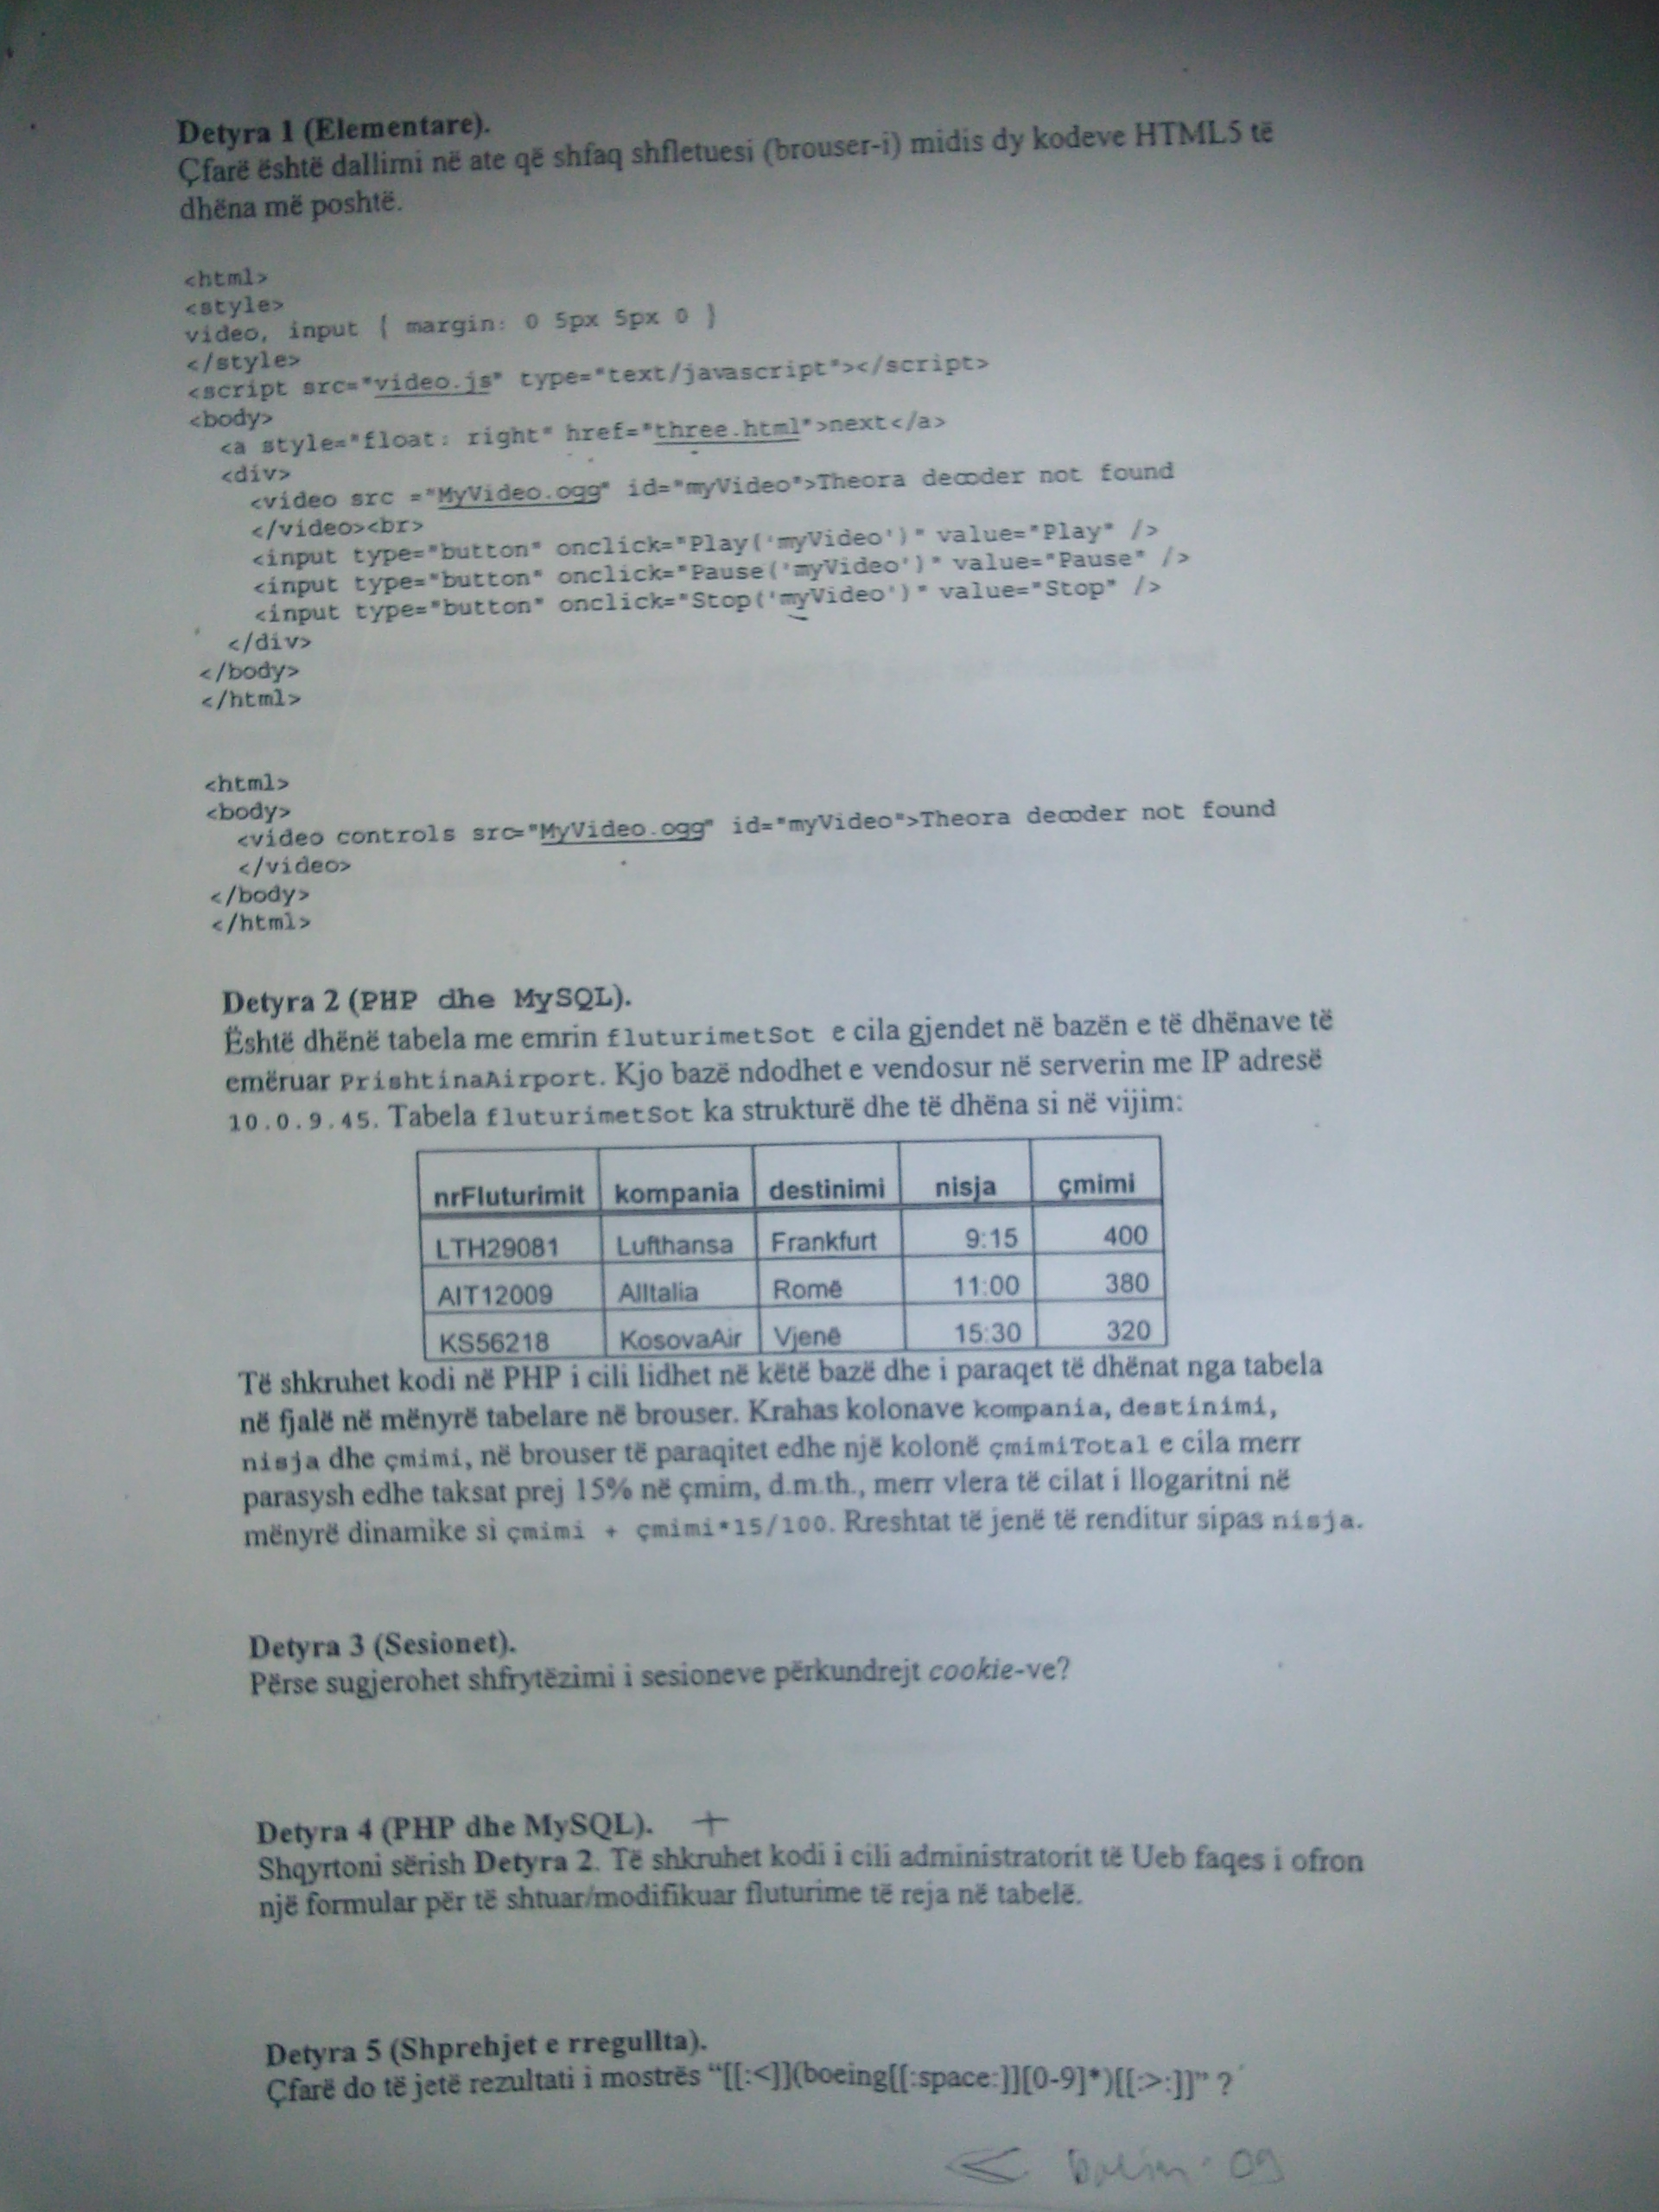 Detyra 1 (Elementare).
Çfarë është dallimi në ate që shfaq shfletuesi (brouser-i) midis dy kodeve HTML5 të
dhëna më poshtë.
<html>
<style>
video, input { margin: 0 5px 5px 0 }
</style>
<script src="video.js" type="text/javascript"></script>
<body>
<a style="float: right" href="three.html">next</a>
<div>
<video src ="MyVideo.ogg" id="myVideo">Theora decoder not found
</video><br>
<input type="button" onclick="Play('myVideo')" value="Play" />
<input type="button" onclick="Pause('myVideo')" value="Pause" />
<input type="button" onclick="Stop('myVideo')" value="Stop" />
</div>
</body>
</html>
<html>
<body>
<video controls src="MyVideo.ogg" id="myVideo">Theora decoder not found
</video>
</body>
</html>
Detyra 2 (PHP dhe MySQL).
Është dhënë tabela me emrin fluturimetSot e cila gjendet në bazën e të dhënave të
emëruar PrishtinaAirport. Kjo bazë ndodhet e vendosur në serverin me IP adresë
10.0.9.45. Tabela fluturimetSot ka strukturë dhe të dhëna si në vijim:
nrFluturimit kompania destinimi nisja çmimi
LTH29081 Lufthansa Frankfurt 9:15 400
AIT12009 AlItalia Romë 11:00 380
KS56218 KosovaAir Vjenë 15:30 320
Të shkruhet kodi në PHP i cili lidhet në këtë bazë dhe i paraqet të dhënat nga tabela
në fjalë në mënyrë tabelare në brouser. Krahas kolonave kompania, destinimi,
nisja dhe çmimi, në brouser të paraqitet edhe një kolonë çmimiTotal e cila merr
parasysh edhe taksat prej 15% në çmim, d.m.th., merr vlera të cilat i llogaritni në
mënyrë dinamike si çmimi + çmimi*15/100. Rreshtat të jenë të renditur sipas nisja.
Detyra 3 (Sesionet).
Përse sugjerohet shfrytëzimi i sesioneve përkundrejt cookie-ve?
Detyra 4 (PHP dhe MySQL). +
Shqyrtoni sërish Detyra 2. Të shkruhet kodi i cili administratorit të Ueb faqes i ofron
një formular për të shtuar/modifikuar fluturime të reja në tabelë.
Detyra 5 (Shprehjet e rregullta).
Çfarë do të jetë rezultati i mostrës “[[:<]](boeing[[:space:]][0-9]*)[[:>:]]” ?
<